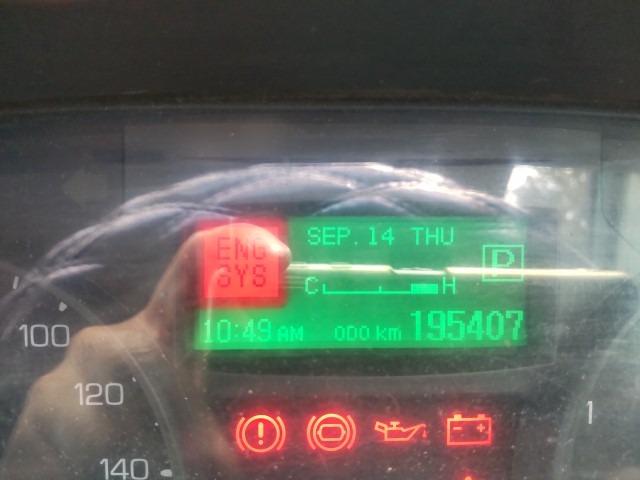 ENG
SYS
SEP. 14 THU
P
C H
10:49 AM ODO km 195407
100
120
140
1